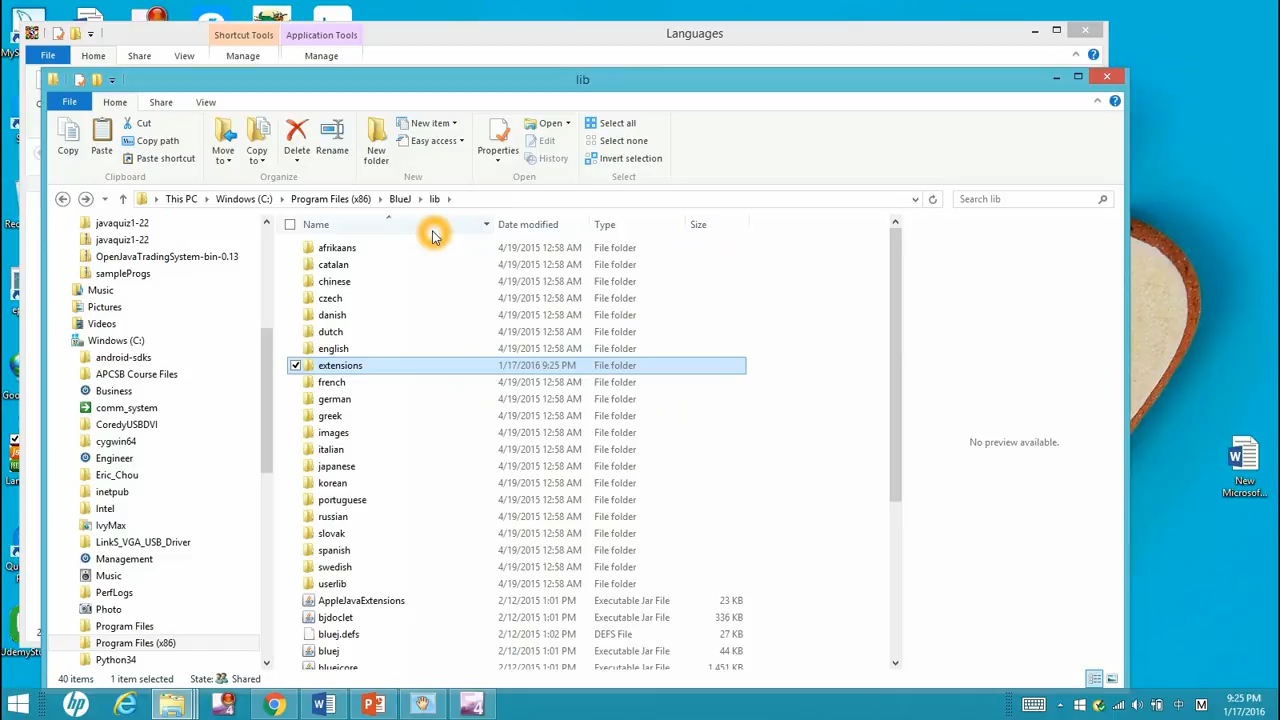 Shortcut Tools Application Tools Languages
File Home Share View Manage Manage
lib
File Home Share View
Copy Paste Cut Copy path Paste shortcut Move to Copy to Delete Rename New folder New item Easy access Properties Open Edit History Select all Select none Invert selection
Clipboard Organize New Open Select
This PC Windows (C:) Program Files (x86) BlueJ lib Search lib
Name Date modified Type Size
javaquiz1-22
javaquiz1-22
OpenJavaTradingSystem-bin-0.13
sampleProgs
Music
Pictures
Videos
Windows (C:)
android-sdks
APCSB Course Files
Business
comm_system
CoredyUSBDVI
cygwin64
Engineer
Eric_Chou
inetpub
Intel
IvyMax
LinkS_VGA_USB_Driver
Management
Music
PerfLogs
Photo
Program Files
Program Files (x86)
Python34
afrikaans 4/19/2015 12:58 AM File folder
catalan 4/19/2015 12:58 AM File folder
chinese 4/19/2015 12:58 AM File folder
czech 4/19/2015 12:58 AM File folder
danish 4/19/2015 12:58 AM File folder
dutch 4/19/2015 12:58 AM File folder
english 4/19/2015 12:58 AM File folder
extensions 1/17/2016 9:25 PM File folder
french 4/19/2015 12:58 AM File folder
german 4/19/2015 12:58 AM File folder
greek 4/19/2015 12:58 AM File folder
images 4/19/2015 12:58 AM File folder
italian 4/19/2015 12:58 AM File folder
japanese 4/19/2015 12:58 AM File folder
korean 4/19/2015 12:58 AM File folder
portuguese 4/19/2015 12:58 AM File folder
russian 4/19/2015 12:58 AM File folder
slovak 4/19/2015 12:58 AM File folder
spanish 4/19/2015 12:58 AM File folder
swedish 4/19/2015 12:58 AM File folder
userlib 4/19/2015 12:58 AM File folder
AppleJavaExtensions 2/12/2015 1:01 PM Executable Jar File 23 KB
bjdoclet 2/12/2015 1:01 PM Executable Jar File 336 KB
bluej.defs 2/12/2015 1:02 PM DEFS File 27 KB
bluej 2/12/2015 1:01 PM Executable Jar File 44 KB
bluejcore 2/12/2015 1:01 PM Executable Jar File 1,451 KB
No preview available.
New
Microsof...
40 items 1 item selected State: Shared
中 M
9:25 PM
1/17/2016